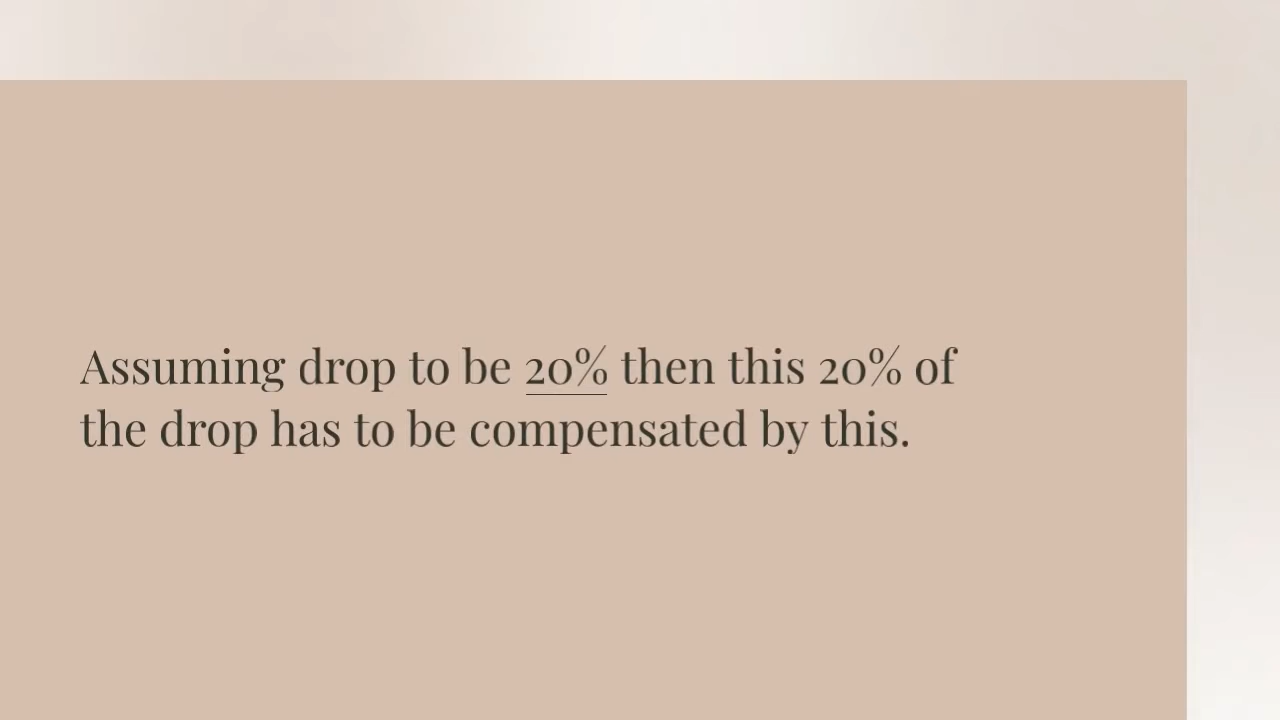 Assuming drop to be 20% then this 20% of
the drop has to be compensated by this.